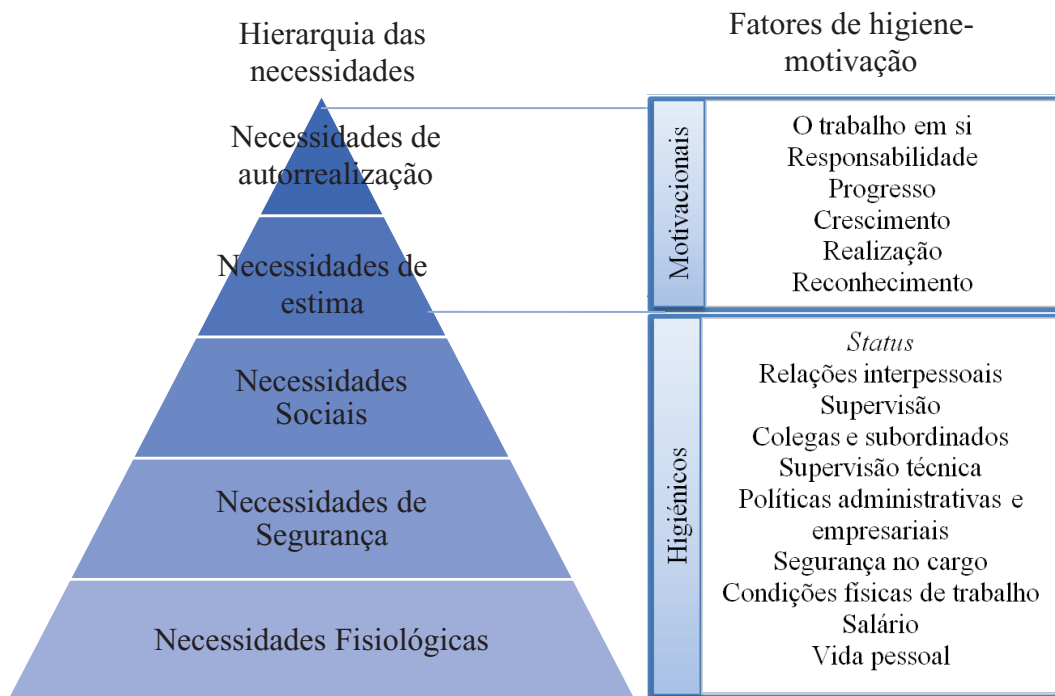 Hierarquia das
necessidades
Necessidades de
autorrealização
Necessidades de
estima
Necessidades
Sociais
Necessidades de
Segurança
Necessidades Fisiológicas
Fatores de higiene-
motivação
Motivacionais
O trabalho em si
Responsabilidade
Progresso
Crescimento
Realização
Reconhecimento
Higiénicos
Status
Relações interpessoais
Supervisão
Colegas e subordinados
Supervisão técnica
Políticas administrativas e
empresariais
Segurança no cargo
Condições físicas de trabalho
Salário
Vida pessoal